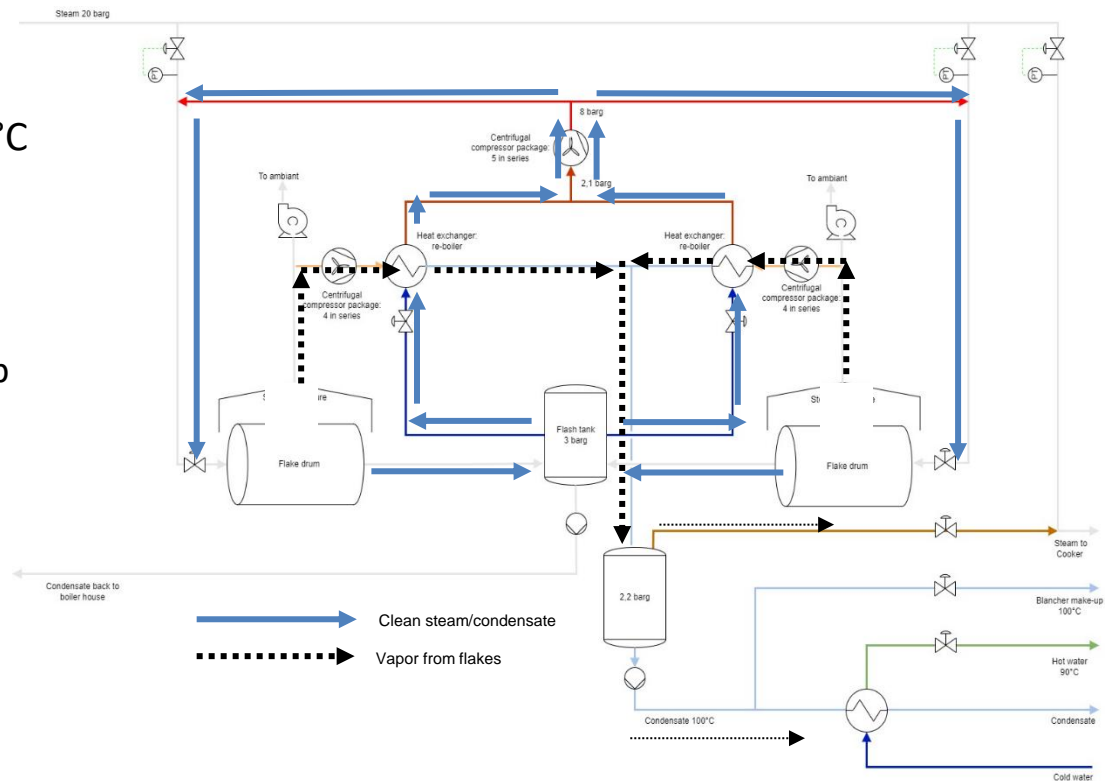 Steam 20 barg
PT
PT
PT
°C
8 barg
Centrifugal
compressor package:
5 in series
To ambiant
2,1 barg
To ambiant
Heat exchanger:
re-boiler
Heat exchanger:
re-boiler
Centrifugal
compressor package:
4 in series
Centrifugal
compressor package:
4 in series
Flash tank
3 barg
Flake drum
Flake drum
Steam to
Cooker
Condensate back to
boiler house
2,2 barg
Blancher make-up
100°C
Clean steam/condensate
Vapor from flakes
Hot water
90°C
Condensate 100°C
Condensate
Cold water